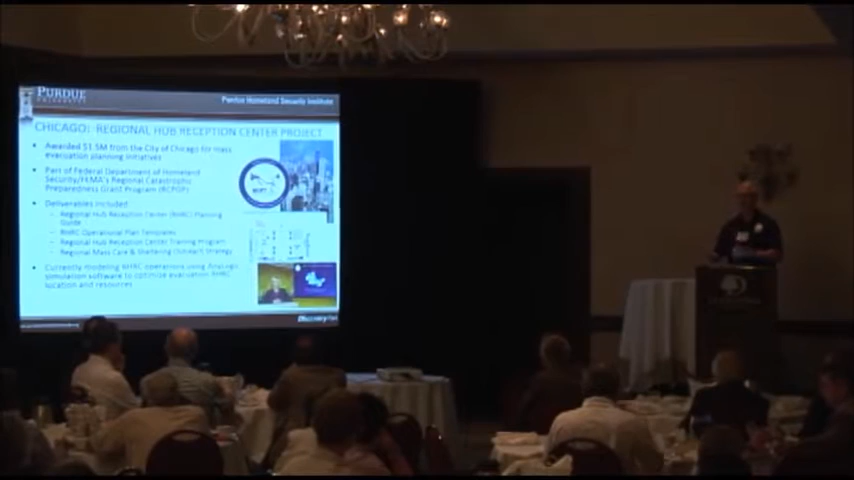 PURDUE
UNIVERSITY
Purdue Homeland Security Institute
CHICAGO: REGIONAL HUB RECEPTION CENTER PROJECT
• Awarded $1.5M from the City of Chicago for mass
evacuation planning initiatives
• Part of Federal Department of Homeland
Security/FEMA's Regional Catastrophic
Preparedness Grant Program (RCPGP)
• Deliverables included
– Regional Hub Reception Center (RHRC) Planning
Guide
– RHRC Operational Plan Templates
– Regional Hub Reception Center Training Program
– Regional Mass Care & Sheltering Outreach Strategy
• Currently modeling RHRC operations using AnyLogic
simulation software to optimize evacuation RHRC
location and resources